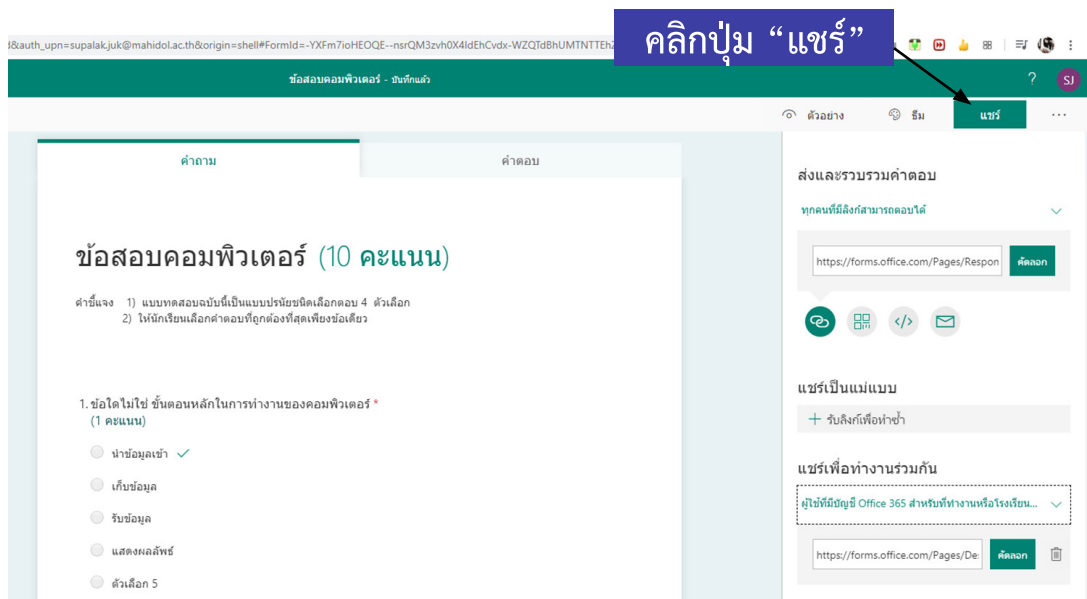 คลิกปุ่ม “แชร์”
d&auth_upn=supalak.juk@mahidol.ac.th&origin=shell#FormId=-YXFm7ioHEOQE--nsrQM3zvh0X4IdEhCvdx-WZQTdBhUMTNTTEhZ
ข้อสอบคอมพิวเตอร์ - บันทึกแล้ว
? SJ
ตัวอย่าง ธีม แชร์ ...
คำถาม คำตอบ
ข้อสอบคอมพิวเตอร์ (10 คะแนน)
คำชี้แจง 1) แบบทดสอบฉบับนี้เป็นแบบปรนัยชนิดเลือกตอบ 4 ตัวเลือก
2) ให้นักเรียนเลือกคำตอบที่ถูกต้องที่สุดเพียงข้อเดียว
1. ข้อใดไม่ใช่ ขั้นตอนหลักในการทำงานของคอมพิวเตอร์ *
(1 คะแนน)
นำข้อมูลเข้า
เก็บข้อมูล
รับข้อมูล
แสดงผลลัพธ์
ตัวเลือก 5
ส่งและรวบรวมคำตอบ
ทุกคนที่มีลิงก์สามารถตอบได้
https://forms.office.com/Pages/Respon คัดลอก
แชร์เป็นแม่แบบ
+ รับลิงก์เพื่อทำซ้ำ
แชร์เพื่อทำงานร่วมกัน
ผู้ใช้ที่มีบัญชี Office 365 สำหรับที่ทำงานหรือโรงเรียน...
https://forms.office.com/Pages/De คัดลอก